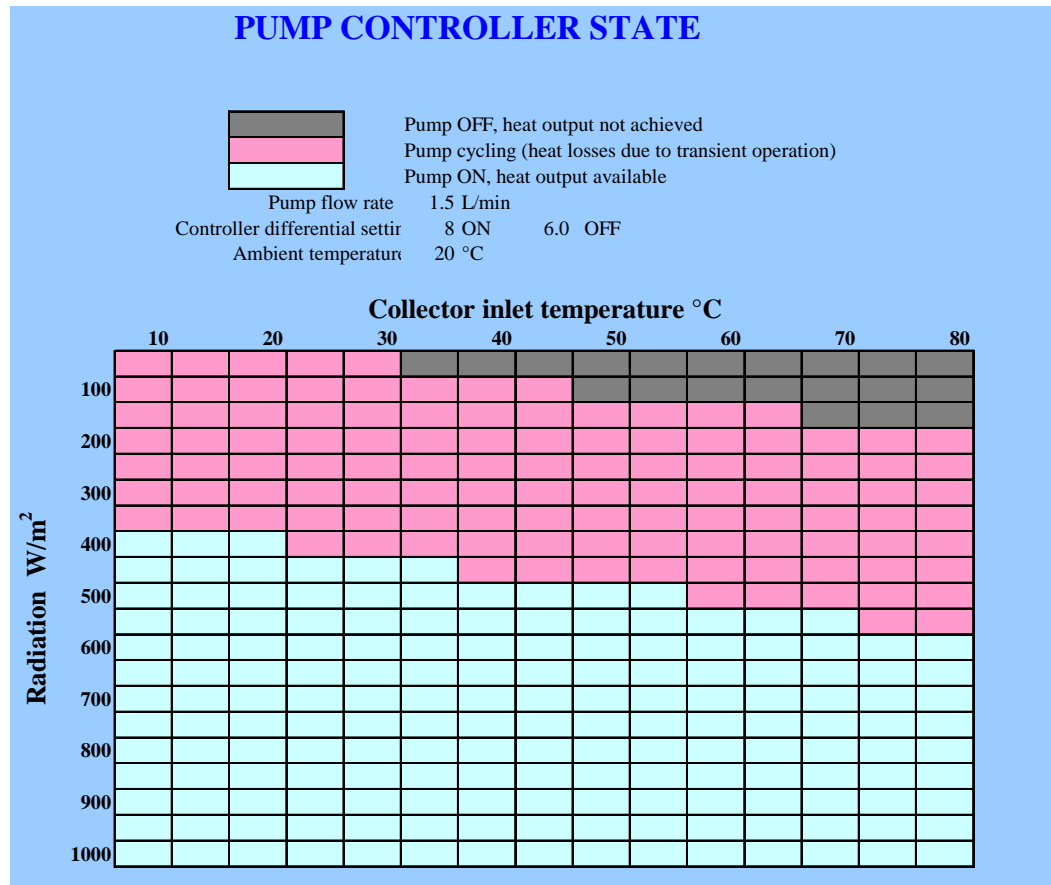 PUMP CONTROLLER STATE
Pump OFF, heat output not achieved
Pump cycling (heat losses due to transient operation)
Pump ON, heat output available
Pump flow rate 1.5 L/min
Controller differential settin 8 ON 6.0 OFF
Ambient temperature 20 °C
Collector inlet temperature °C
10 20 30 40 50 60 70 80
100
200
300
400
500
600
700
800
900
1000
Radiation W/m²